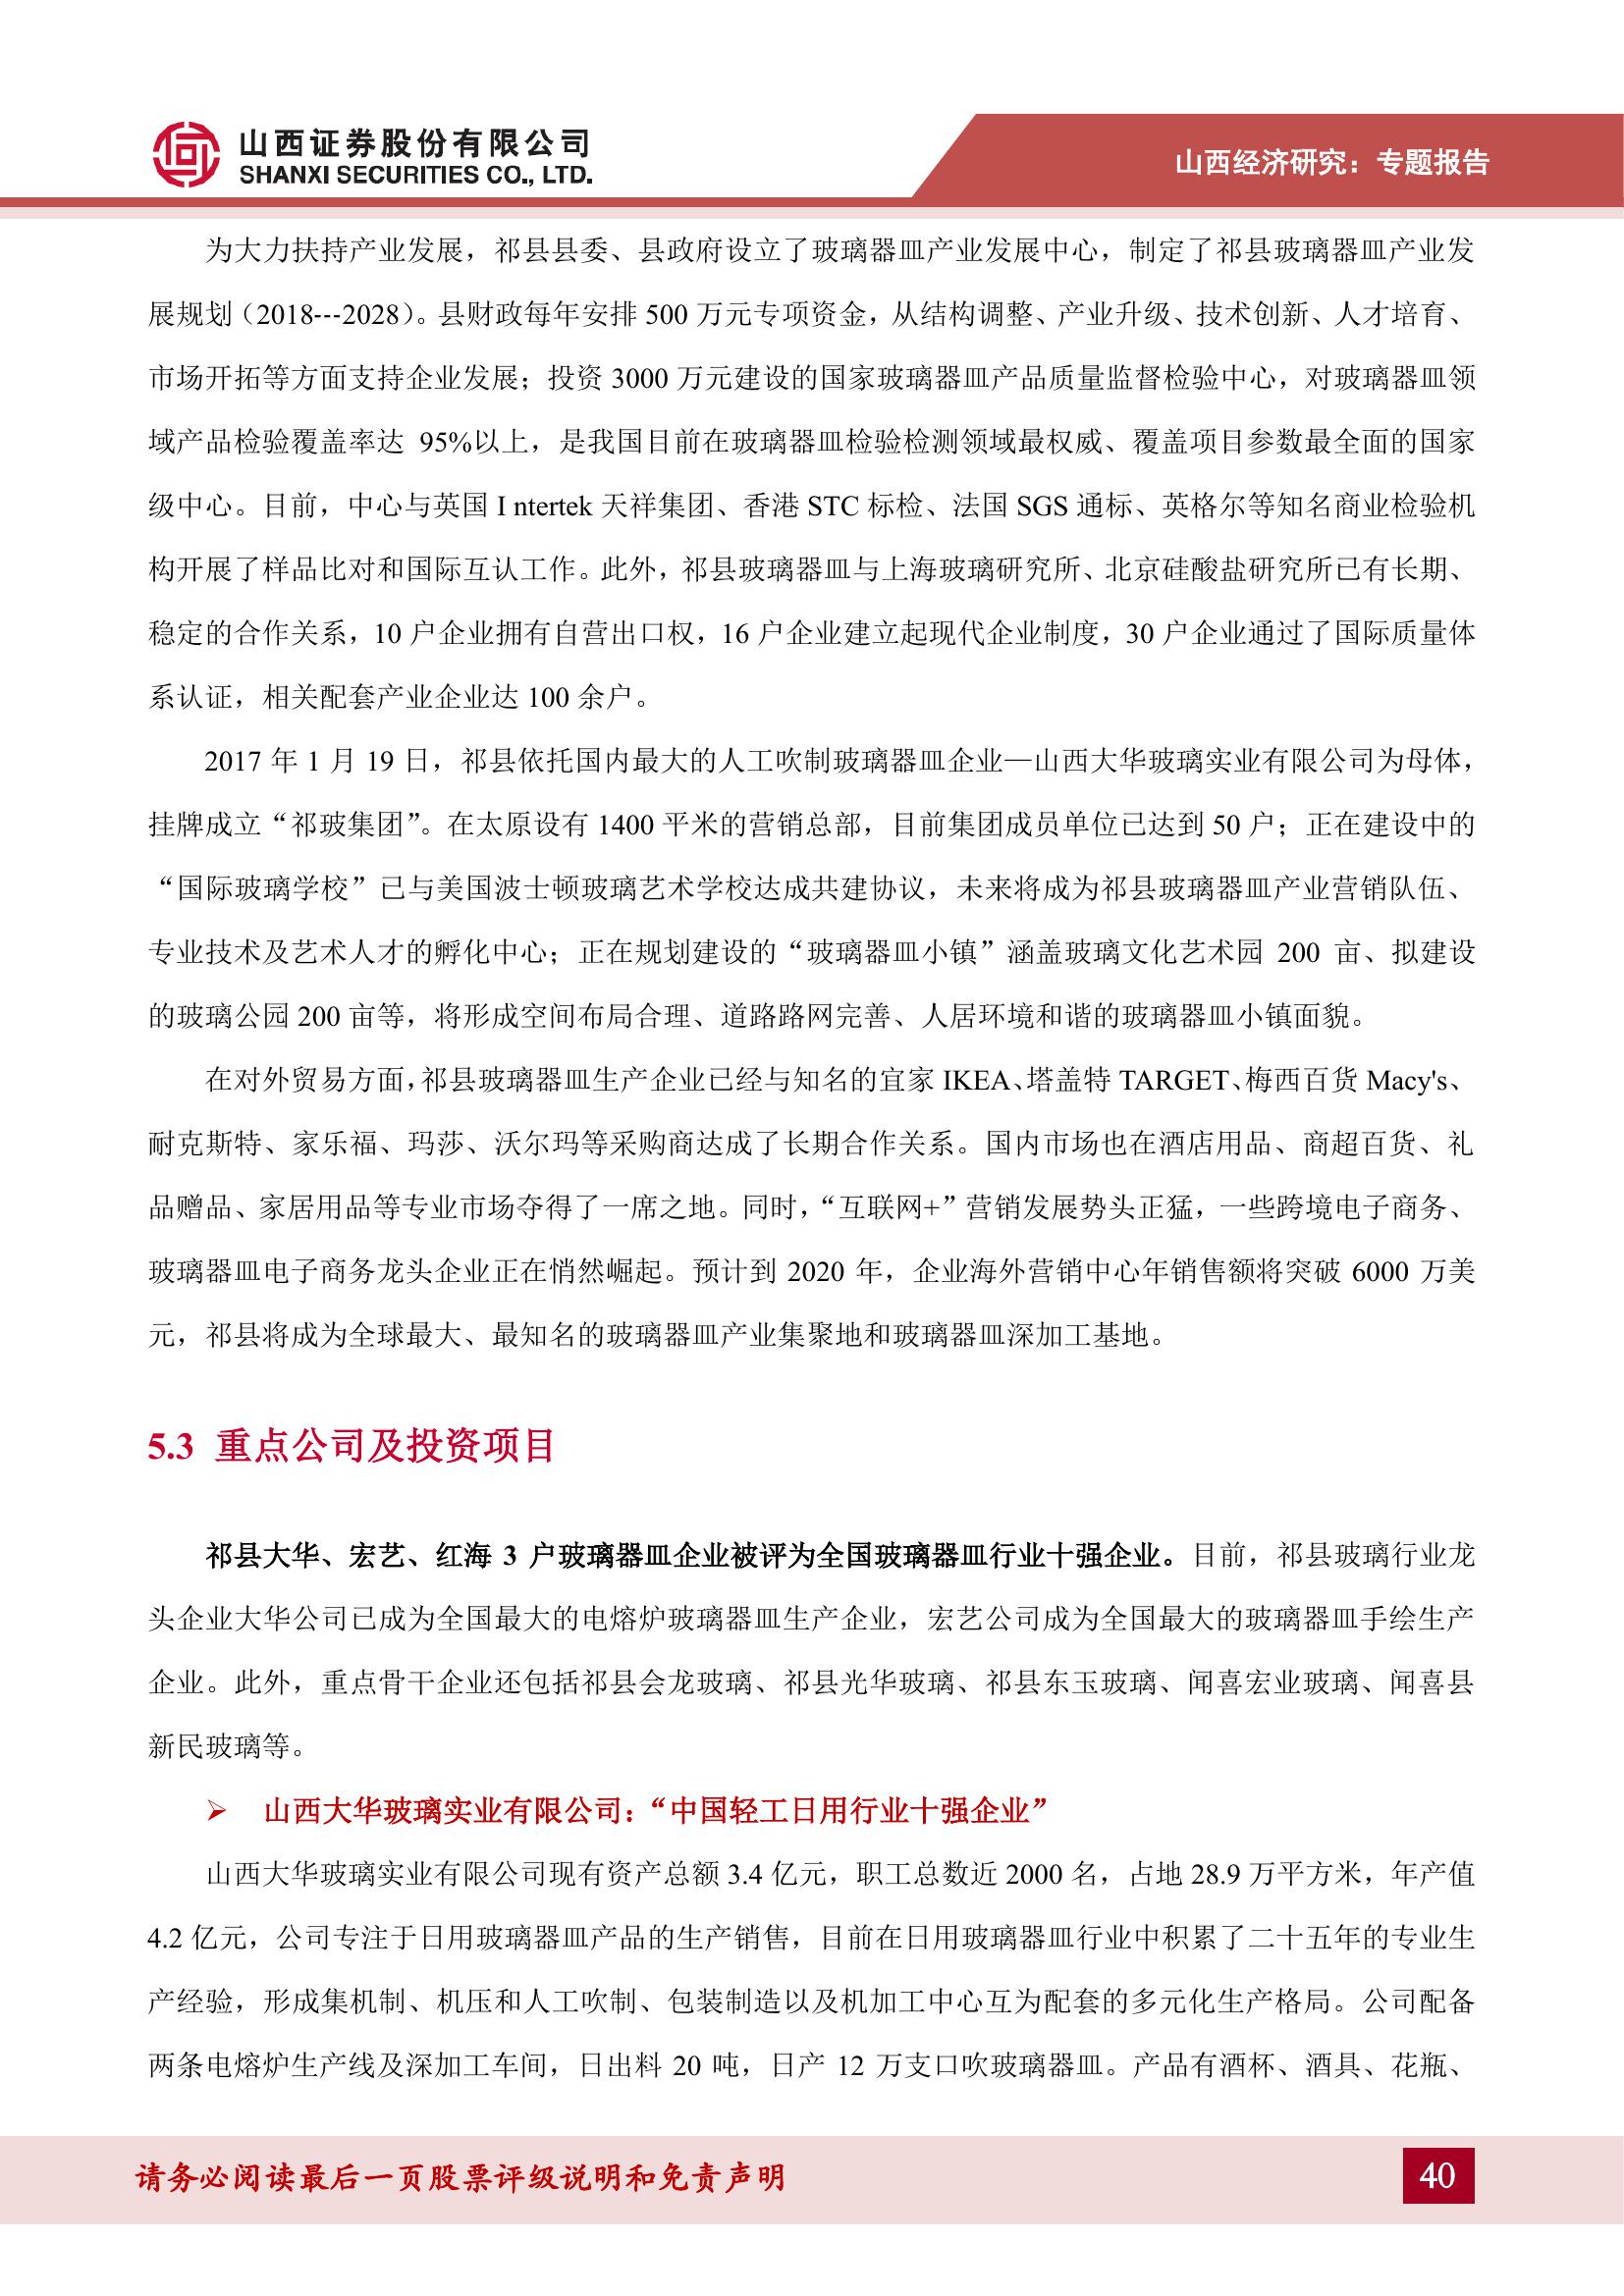 山西证券股份有限公司
SHANXI SECURITIES CO., LTD.
山西经济研究：专题报告
为大力扶持产业发展，祁县县委、县政府设立了玻璃器皿产业发展中心，制定了祁县玻璃器皿产业发
展规划（2018---2028）。县财政每年安排 500 万元专项资金，从结构调整、产业升级、技术创新、人才培育、
市场开拓等方面支持企业发展；投资 3000 万元建设的国家玻璃器皿产品质量监督检验中心，对玻璃器皿领
域产品检验覆盖率达 95%以上，是我国目前在玻璃器皿检验检测领域最权威、覆盖项目参数最全面的国家
级中心。目前，中心与英国 I ntertek 天祥集团、香港 STC 标检、法国 SGS 通标、英格尔等知名商业检验机
构开展了样品比对和国际互认工作。此外，祁县玻璃器皿与上海玻璃研究所、北京硅酸盐研究所已有长期、
稳定的合作关系，10 户企业拥有自营出口权，16 户企业建立起现代企业制度，30 户企业通过了国际质量体
系认证，相关配套产业企业达 100 余户。
2017 年 1 月 19 日，祁县依托国内最大的人工吹制玻璃器皿企业—山西大华玻璃实业有限公司为母体，
挂牌成立“祁玻集团”。在太原设有 1400 平米的营销总部，目前集团成员单位已达到 50 户；正在建设中的
“国际玻璃学校”已与美国波士顿玻璃艺术学校达成共建协议，未来将成为祁县玻璃器皿产业营销队伍、
专业技术及艺术人才的孵化中心；正在规划建设的“玻璃器皿小镇”涵盖玻璃文化艺术园 200 亩、拟建设
的玻璃公园 200 亩等，将形成空间布局合理、道路路网完善、人居环境和谐的玻璃器皿小镇面貌。
在对外贸易方面，祁县玻璃器皿生产企业已经与知名的宜家 IKEA、塔盖特 TARGET、梅西百货 Macy's、
耐克斯特、家乐福、玛莎、沃尔玛等采购商达成了长期合作关系。国内市场也在酒店用品、商超百货、礼
品赠品、家居用品等专业市场夺得了一席之地。同时，“互联网+”营销发展势头正猛，一些跨境电子商务、
玻璃器皿电子商务龙头企业正在悄然崛起。预计到 2020 年，企业海外营销中心年销售额将突破 6000 万美
元，祁县将成为全球最大、最知名的玻璃器皿产业集聚地和玻璃器皿深加工基地。
5.3 重点公司及投资项目
祁县大华、宏艺、红海 3 户玻璃器皿企业被评为全国玻璃器皿行业十强企业。目前，祁县玻璃行业龙
头企业大华公司已成为全国最大的电熔炉玻璃器皿生产企业，宏艺公司成为全国最大的玻璃器皿手绘生产
企业。此外，重点骨干企业还包括祁县会龙玻璃、祁县光华玻璃、祁县东玉玻璃、闻喜宏业玻璃、闻喜县
新民玻璃等。
➢ 山西大华玻璃实业有限公司：“中国轻工日用行业十强企业”
山西大华玻璃实业有限公司现有资产总额 3.4 亿元，职工总数近 2000 名，占地 28.9 万平方米，年产值
4.2 亿元，公司专注于日用玻璃器皿产品的生产销售，目前在日用玻璃器皿行业中积累了二十五年的专业生
产经验，形成集机制、机压和人工吹制、包装制造以及机加工中心互为配套的多元化生产格局。公司配备
两条电熔炉生产线及深加工车间，日出料 20 吨，日产 12 万支口吹玻璃器皿。产品有酒杯、酒具、花瓶、
请务必阅读最后一页股票评级说明和免责声明
40